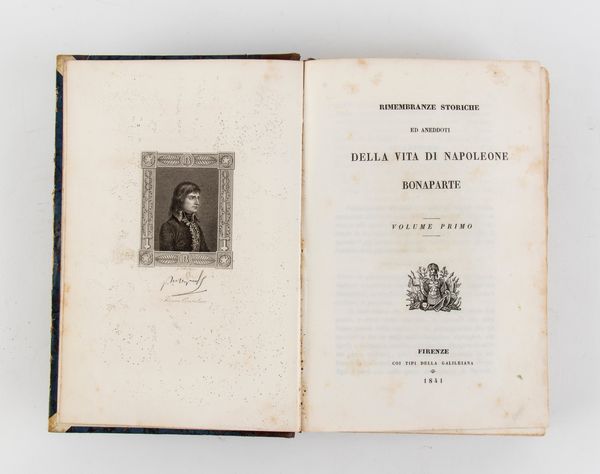 B
B
RIMEMBRANZE STORICHE
ED ANEDDOTI
DELLA VITA DI NAPOLEONE
BONAPARTE
VOLUME PRIMO
FIRENZE
COI TIPI DELLA GALILEIANA
1841